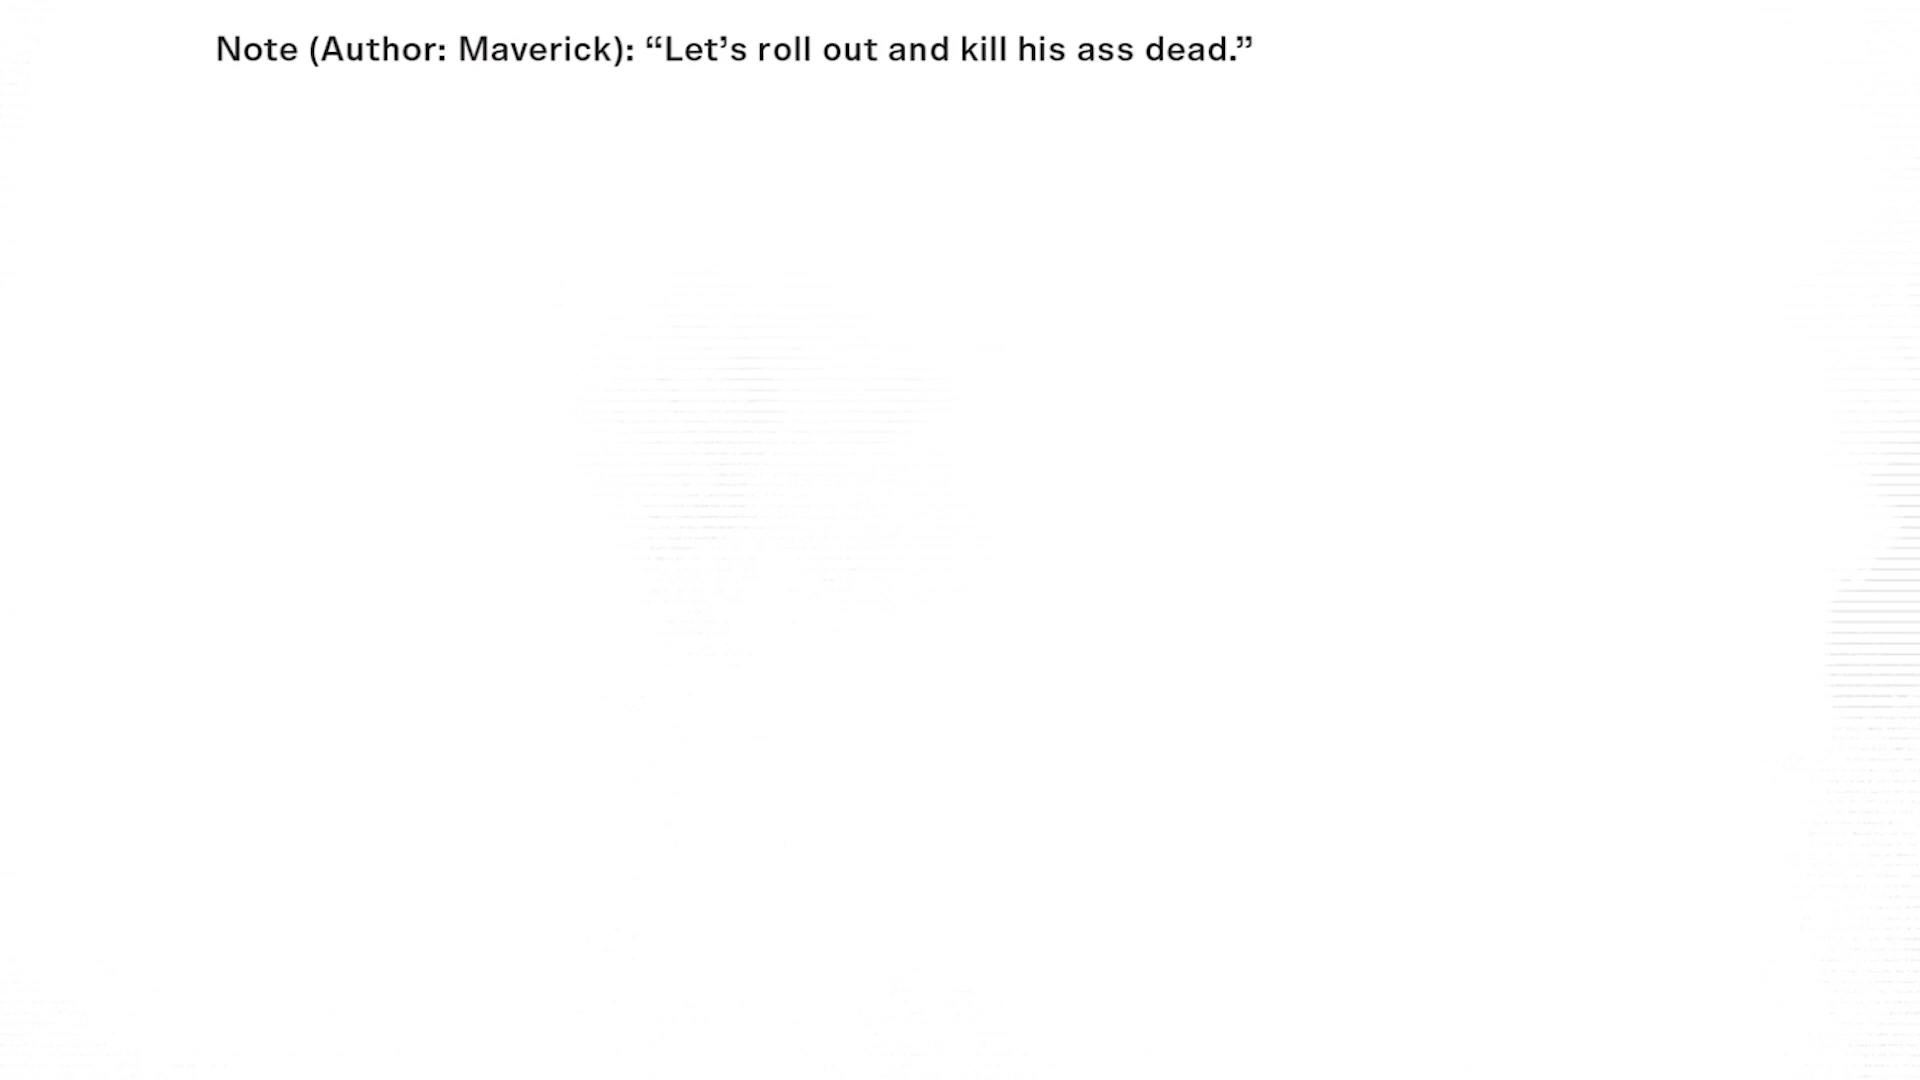 Note (Author: Maverick): “Let’s roll out and kill his ass dead.”